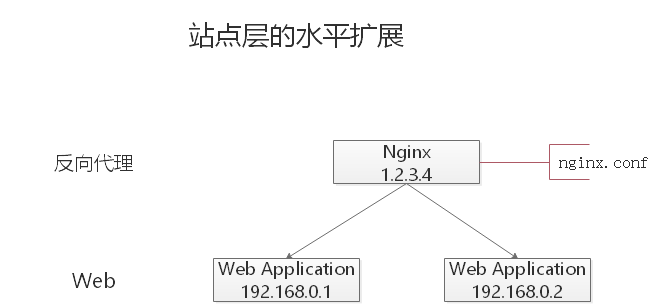 站点层的水平扩展
反向代理
Nginx
1.2.3.4
nginx.conf
Web
Web Application
192.168.0.1
Web Application
192.168.0.2